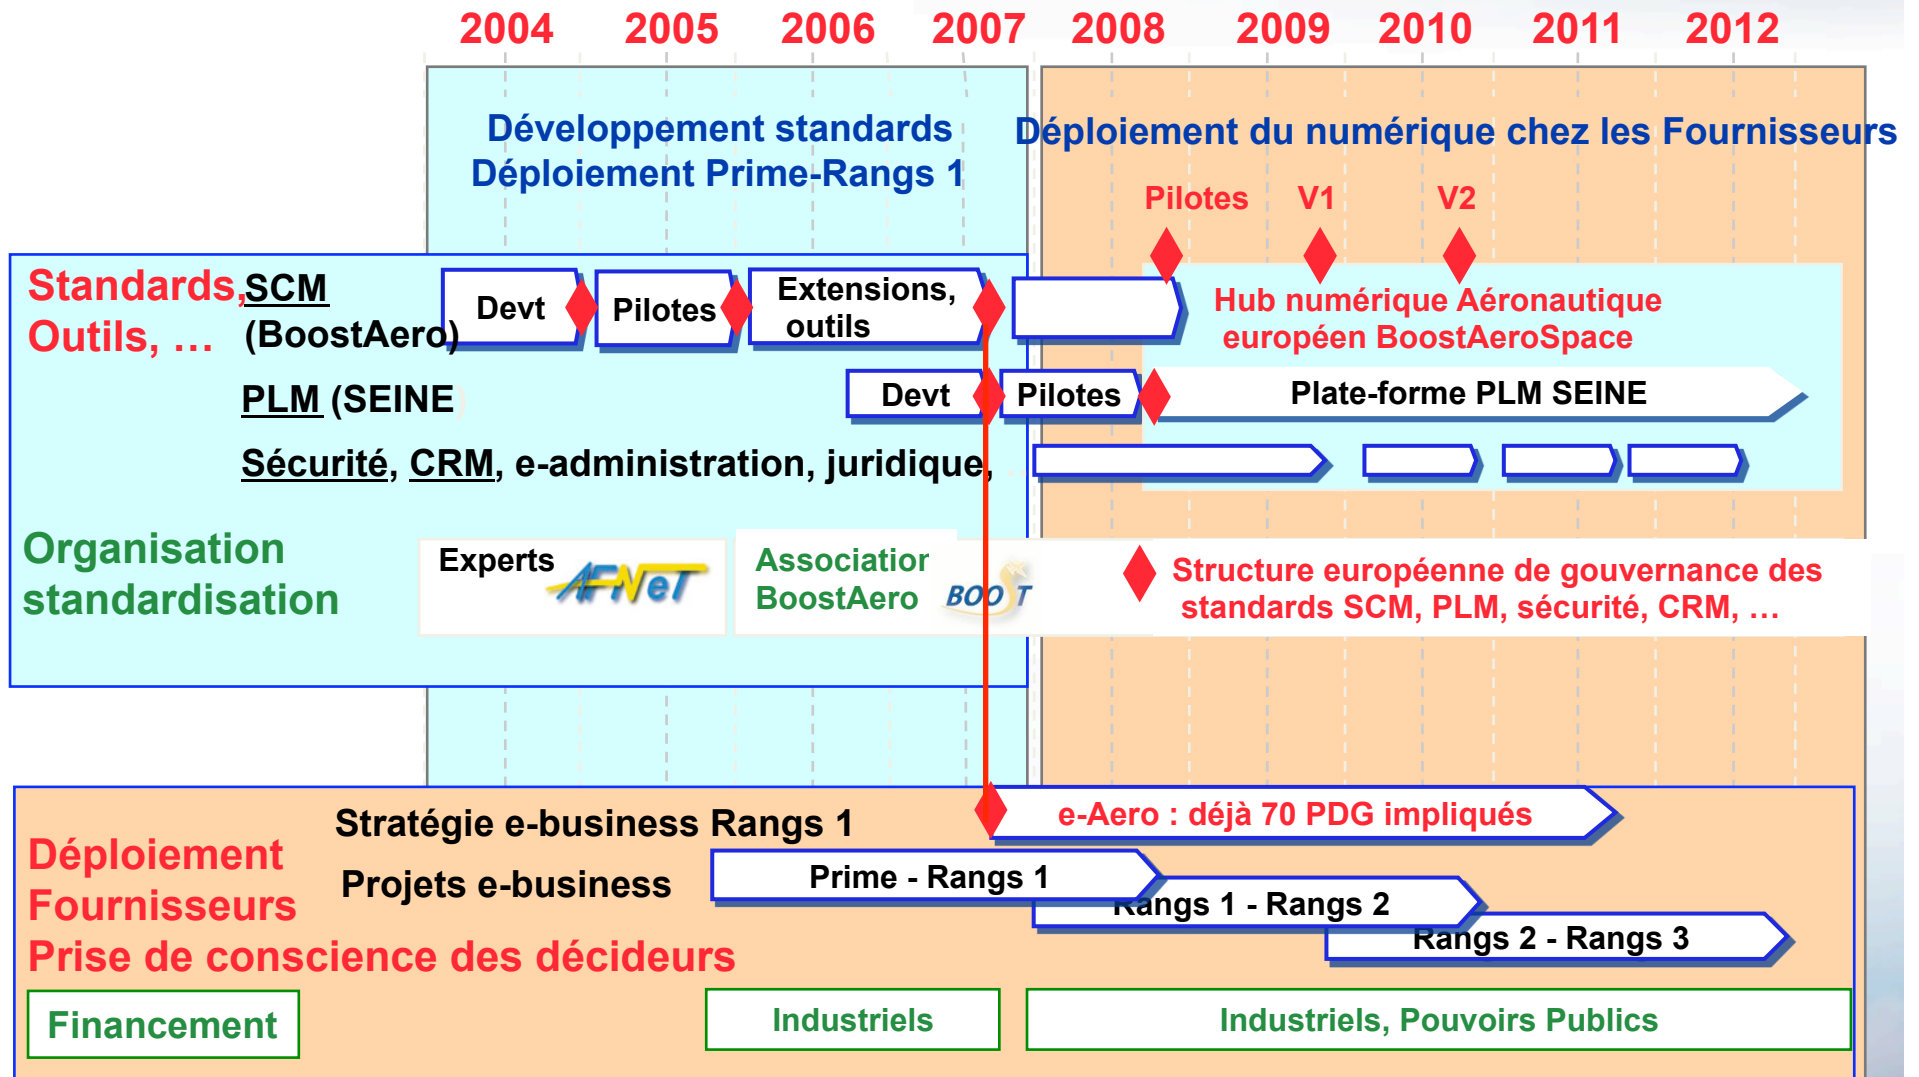 2004 2005 2006 2007 2008 2009 2010 2011 2012
Développement standards
Déploiement Prime-Rangs 1
Déploiement du numérique chez les Fournisseurs
Pilotes V1 V2
Standards,
Outils, …
SCM
(BoostAero)
Devt
Pilotes
Extensions,
outils
Hub numérique Aéronautique
européen BoostAeroSpace
PLM (SEINE)
Devt
Pilotes
Plate-forme PLM SEINE
Sécurité, CRM, e-administration, juridique,
Organisation
standardisation
Experts
AFNeT
Association
BoostAero
BOOST
Structure européenne de gouvernance des
standards SCM, PLM, sécurité, CRM, …
Stratégie e-business Rangs 1
e-Aero : déjà 70 PDG impliqués
Déploiement
Fournisseurs
Prise de conscience des décideurs
Projets e-business
Prime - Rangs 1
Rangs 1 - Rangs 2
Rangs 2 - Rangs 3
Financement
Industriels
Industriels, Pouvoirs Publics